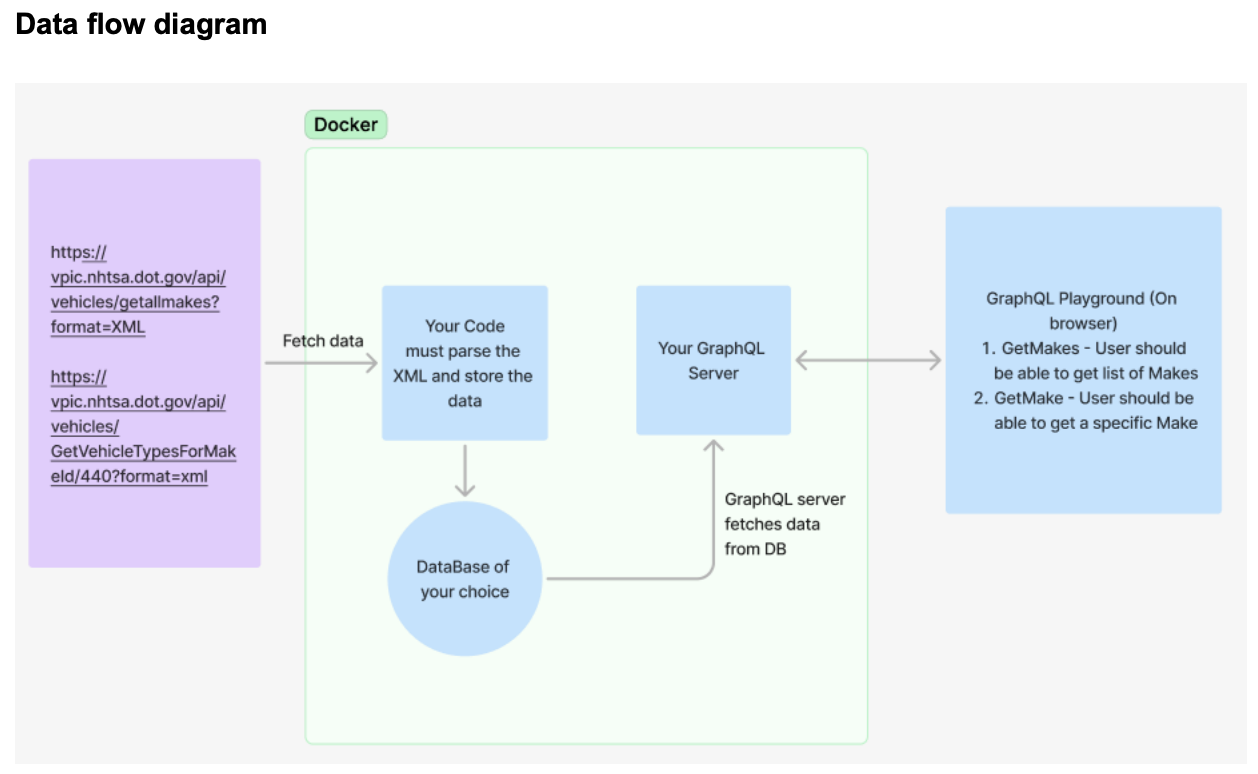 Data flow diagram
Docker
https://
vpic.nhtsa.dot.gov/api/
vehicles/getallmakes?
format=XML
https://
vpic.nhtsa.dot.gov/api/
vehicles/
GetVehicleTypesForMak
eId/440?format=xml
Fetch data
Your Code
must parse the
XML and store the
data
DataBase of
your choice
Your GraphQL
Server
GraphQL server
fetches data
from DB
GraphQL Playground (On
browser)
1. GetMakes - User should
be able to get list of Makes
2. GetMake - User should be
able to get a specific Make